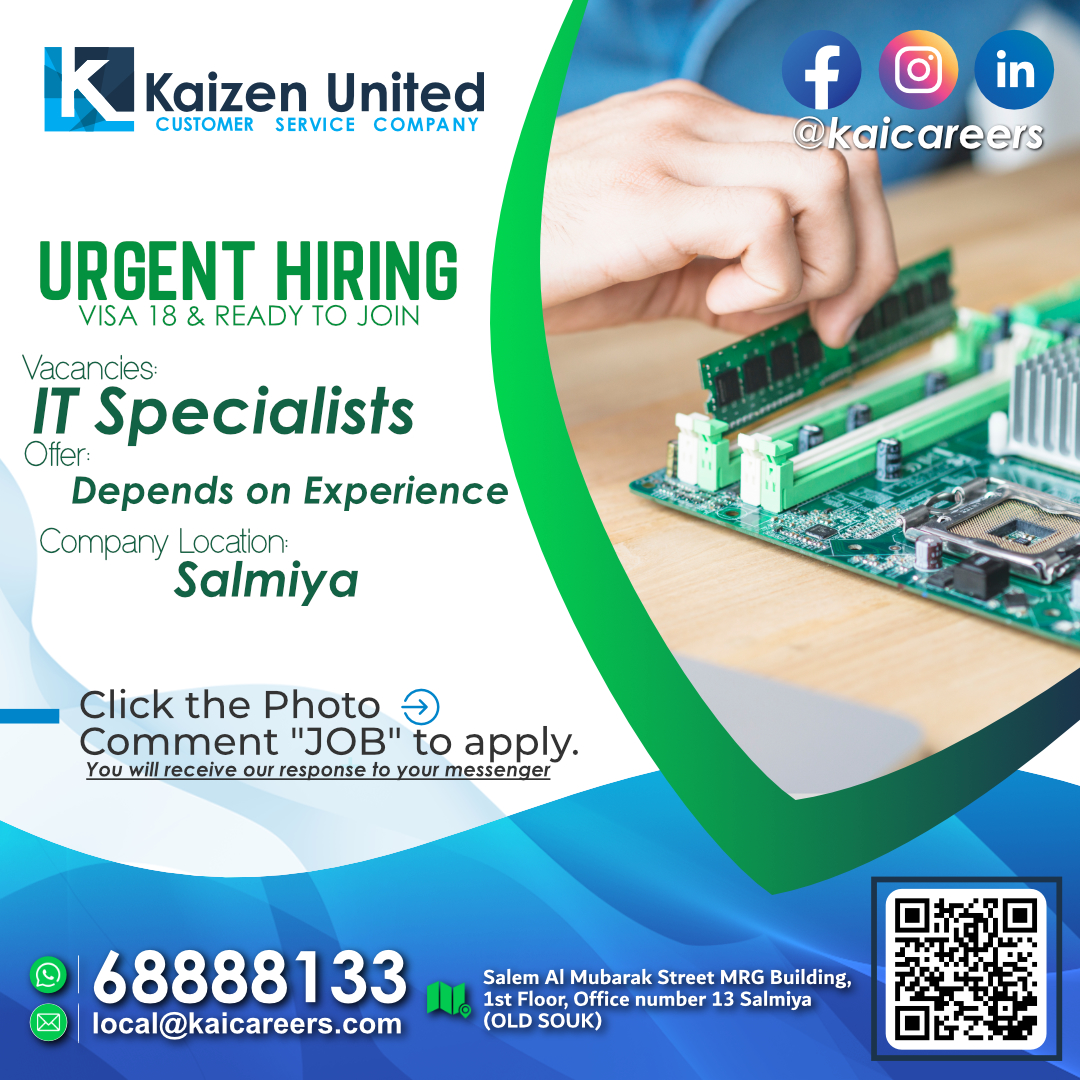 Kaizen United
CUSTOMER SERVICE COMPANY
@kaicareers
URGENT HIRING
VISA 18 & READY TO JOIN
Vacancies:
IT Specialists
Offer:
Depends on Experience
Company Location:
Salmiya
Click the Photo
Comment "JOB" to apply.
You will receive our response to your messenger
68888133
local@kaicareers.com
Salem Al Mubarak Street MRG Building,
1st Floor, Office number 13 Salmiya
(OLD SOUK)